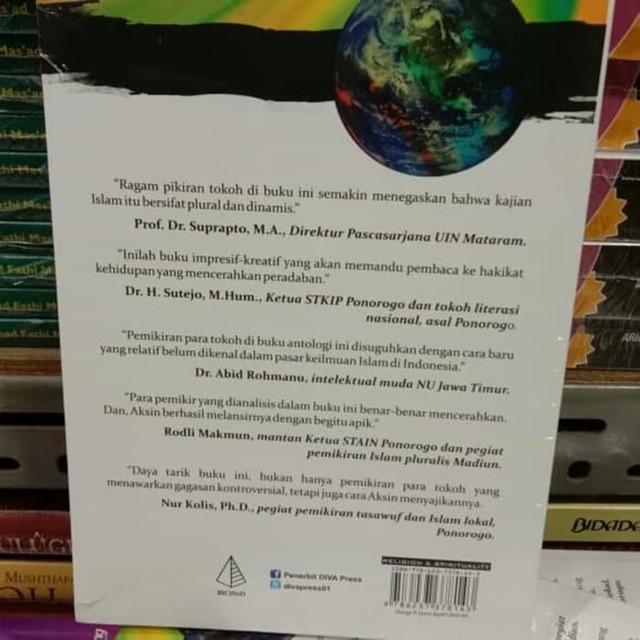 "Ragam pikiran tokoh di buku ini semakin menegaskan bahwa kajian
Islam itu bersifat plural dan dinamis."
Prof. Dr. Suprapto, M.A., Direktur Pascasarjana UIN Mataram.
"Inilah buku impresif-kreatif yang akan memandu pembaca ke hakikat
kehidupan yang mencerahkan peradaban."
Dr. H. Sutejo, M.Hum., Ketua STKIP Ponorogo dan tokoh literasi
nasional, asal Ponorogo.
"Pemikiran para tokoh di buku antologi ini disuguhkan dengan cara baru
yang relatif belum dikenal dalam pasar keilmuan Islam di Indonesia."
Dr. Abid Rohmanu, intelektual muda NU Jawa Timur.
"Para pemikir yang dianalisis dalam buku ini benar-benar mencerahkan.
Dan, Aksin berhasil melansirnya dengan begitu apik."
Rodli Makmun, mantan Ketua STAIN Ponorogo dan pegiat
pemikiran Islam pluralis Madiun.
"Daya tarik buku ini, bukan hanya pemikiran para tokoh yang
menawarkan gagasan kontroversial, tetapi juga cara Aksin menyajikannya.
Nur Kolis, Ph.D., pegiat pemikiran tasawuf dan Islam lokal,
Ponorogo.
IRCiSoD
Penerbit DIVA Press
divapress01
RELIGION & SPIRITUALITY
BIDADA